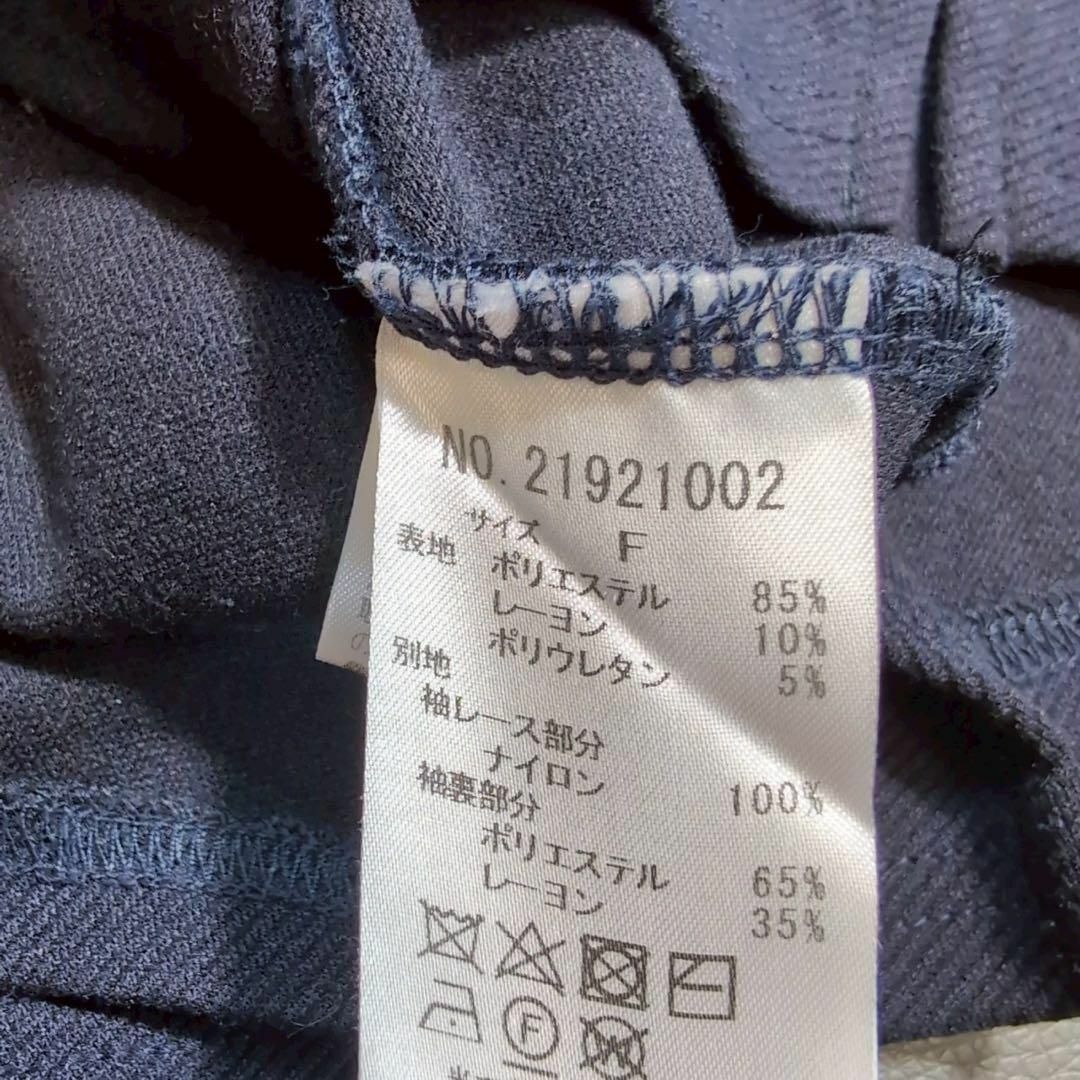 NO.21921002
サイズ F
表地 ポリエステル 85%
レーヨン 10%
ポリウレタン 5%
別地
袖レース部分
ナイロン 100%
袖裏部分
ポリエステル 65%
レーヨン 35%
F